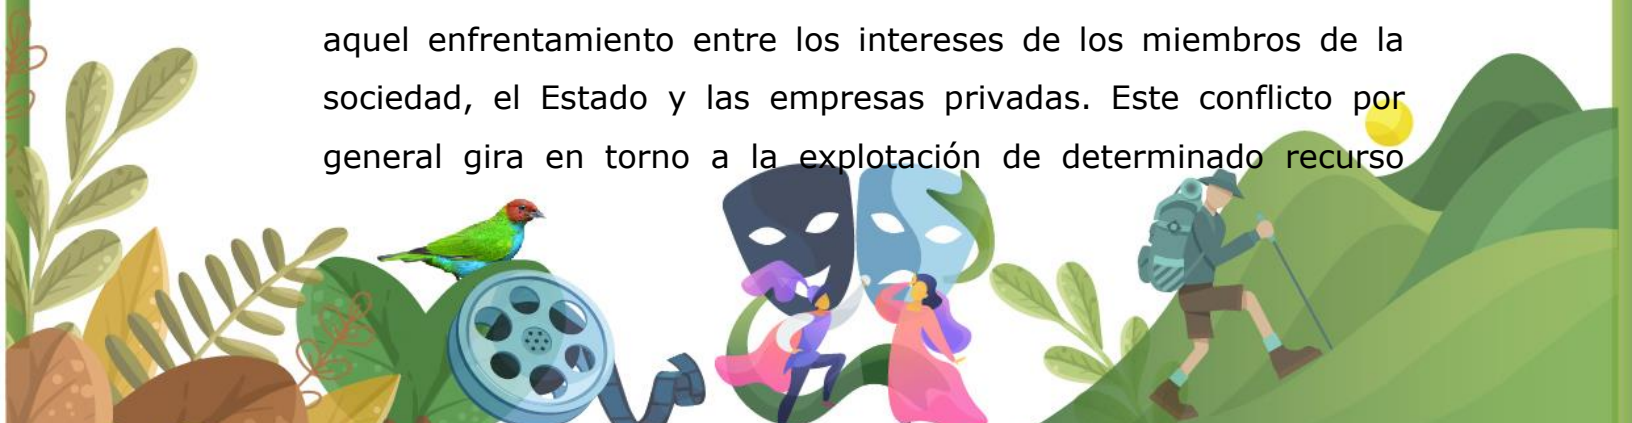 aquel enfrentamiento entre los intereses de los miembros de la
sociedad, el Estado y las empresas privadas. Este conflicto por
general gira en torno a la explotación de determinado recurso